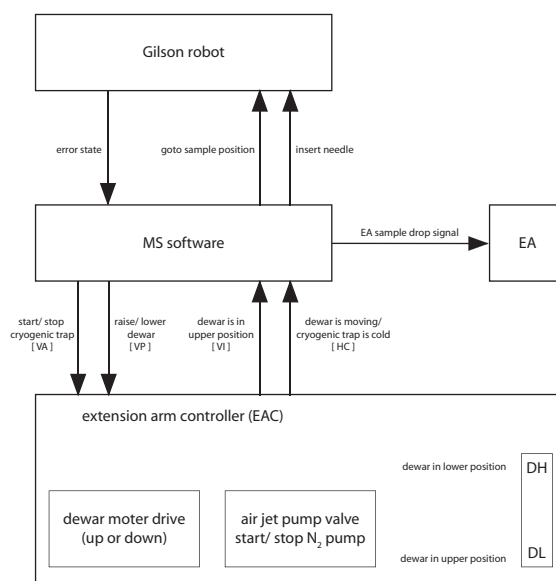 Gilson robot
error state
goto sample position
insert needle
MS software
EA sample drop signal
EA
start/ stop
cryogenic trap
[ VA ]
raise/ lower
dewar
[ VP ]
dewar is in
upper position
[ VI ]
dewar is moving/
cryogenic trap is cold
[ HC ]
extension arm controller (EAC)
dewar in lower position
DH
dewar moter drive
(up or down)
air jet pump valve
start/ stop N₂ pump
dewar in upper position
DL